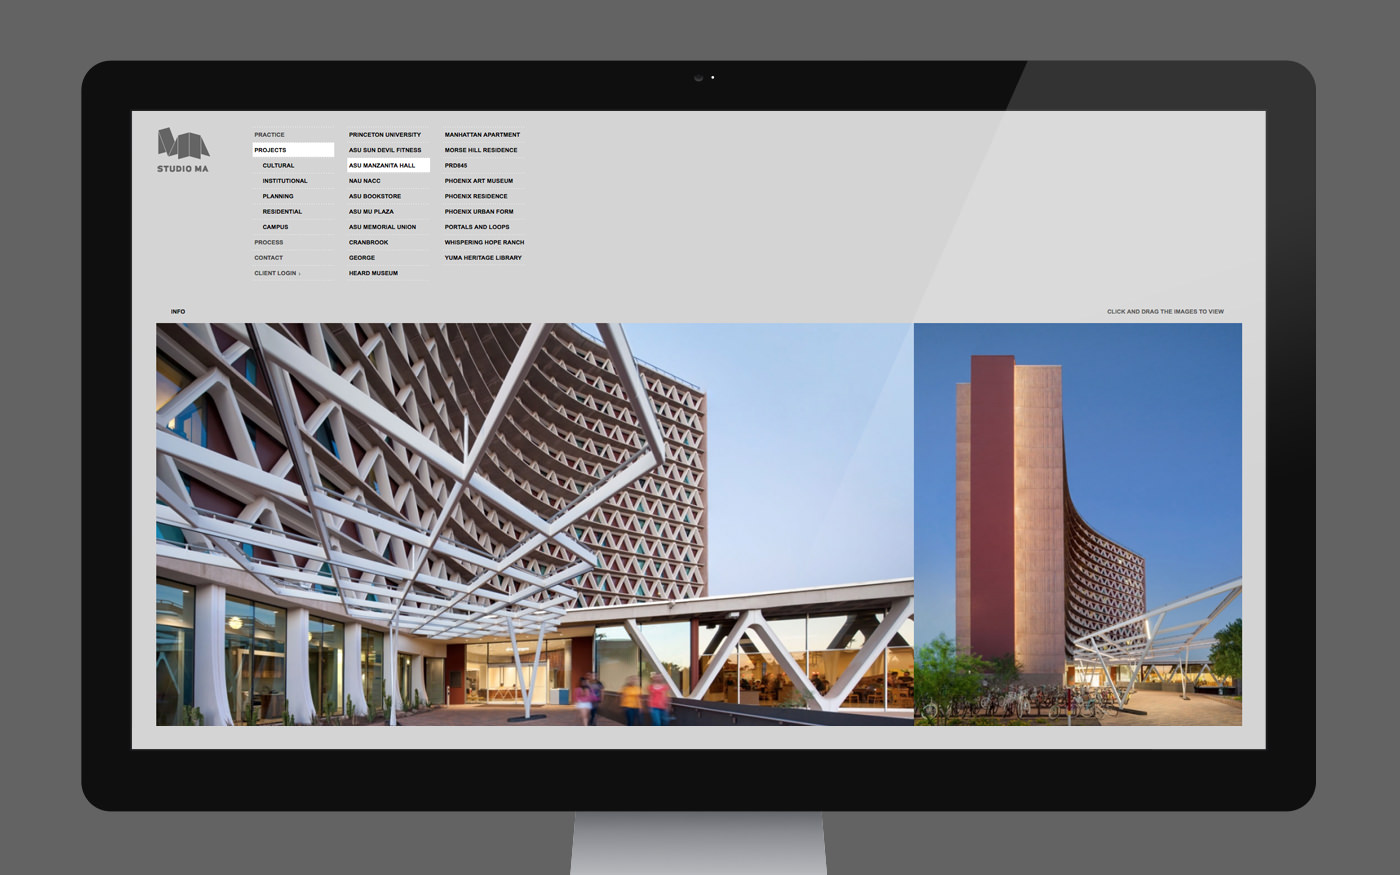 STUDIO MA
PRACTICE
PROJECTS
CULTURAL
INSTITUTIONAL
PLANNING
RESIDENTIAL
CAMPUS
PROCESS
CONTACT
CLIENT LOGIN ↓
PRINCETON UNIVERSITY
ASU SUN DEVIL FITNESS
ASU MANZANITA HALL
NAU NACC
ASU BOOKSTORE
ASU MU PLAZA
ASU MEMORIAL UNION
CRANBROOK
GEORGE
HEARD MUSEUM
MANHATTAN APARTMENT
MORSE HILL RESIDENCE
PRD845
PHOENIX ART MUSEUM
PHOENIX RESIDENCE
PHOENIX URBAN FORM
PORTALS AND LOOPS
WHISPERING HOPE RANCH
YUMA HERITAGE LIBRARY
INFO
CLICK AND DRAG THE IMAGES TO VIEW